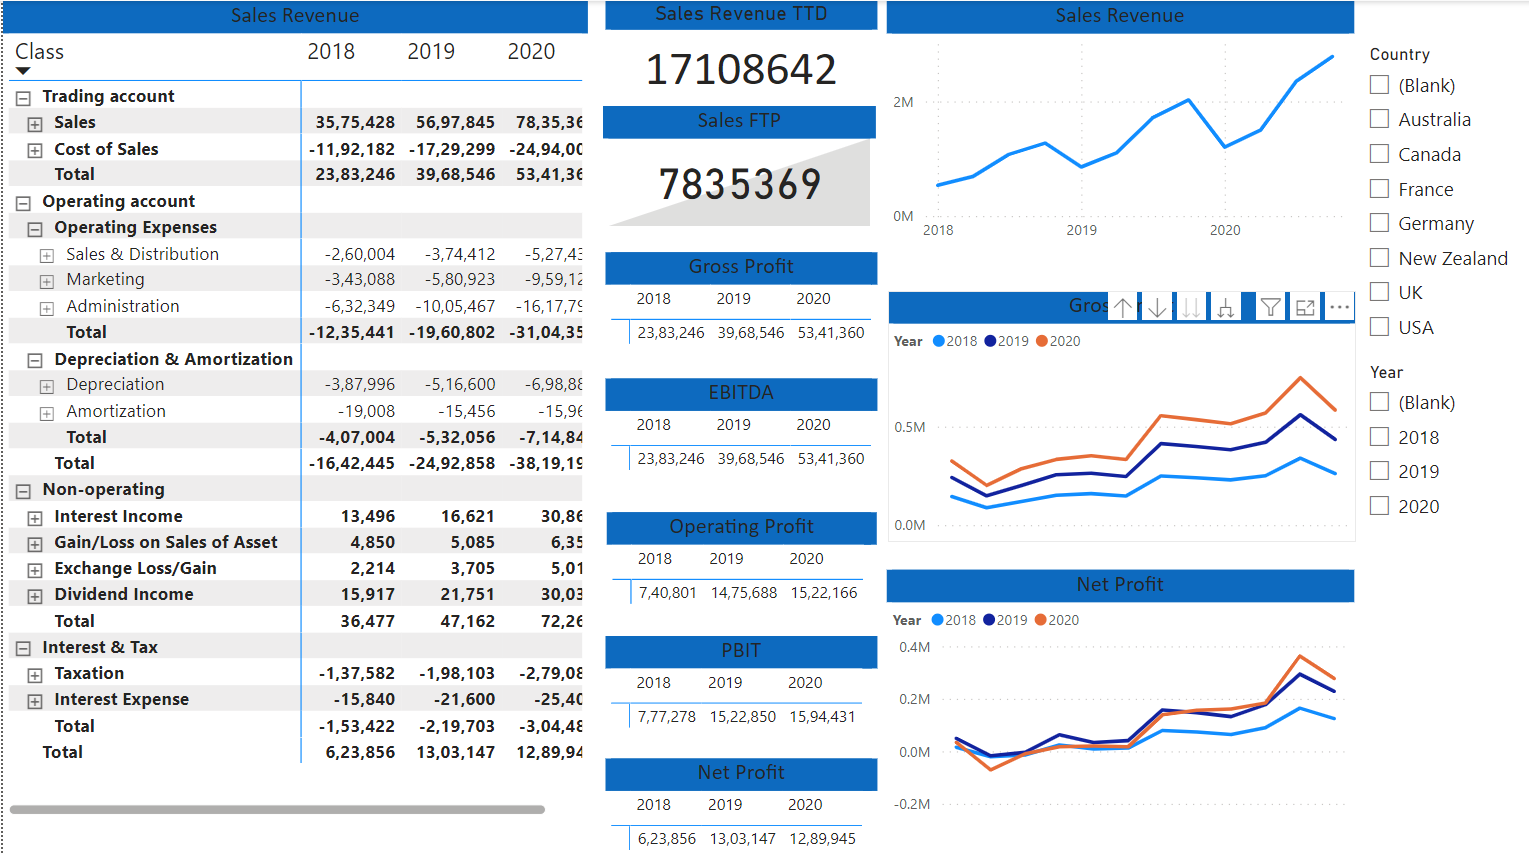 Sales Revenue
Class 2018 2019 2020
Trading account
Sales 35,75,428 56,97,845 78,35,36
Cost of Sales -11,92,182 -17,29,299 -24,94,00
Total 23,83,246 39,68,546 53,41,36
Operating account
Operating Expenses
Sales & Distribution -2,60,004 -3,74,412 -5,27,43
Marketing -3,43,088 -5,80,923 -9,59,12
Administration -6,32,349 -10,05,467 -16,17,79
Total -12,35,441 -19,60,802 -31,04,35
Depreciation & Amortization
Depreciation -3,87,996 -5,16,600 -6,98,88
Amortization -19,008 -15,456 -15,96
Total -4,07,004 -5,32,056 -7,14,84
Total -16,42,445 -24,92,858 -38,19,19
Non-operating
Interest Income 13,496 16,621 30,86
Gain/Loss on Sales of Asset 4,850 5,085 6,35
Exchange Loss/Gain 2,214 3,705 5,01
Dividend Income 15,917 21,751 30,03
Total 36,477 47,162 72,26
Interest & Tax
Taxation -1,37,582 -1,98,103 -2,79,08
Interest Expense -15,840 -21,600 -25,40
Total -1,53,422 -2,19,703 -3,04,48
Total 6,23,856 13,03,147 12,89,94
Sales Revenue TTD
17108642
Sales FTP
7835369
Gross Profit
2018 2019 2020
23,83,246 39,68,546 53,41,360
EBITDA
2018 2019 2020
23,83,246 39,68,546 53,41,360
Operating Profit
2018 2019 2020
7,40,801 14,75,688 15,22,166
PBIT
2018 2019 2020
7,77,278 15,22,850 15,94,431
Net Profit
2018 2019 2020
6,23,856 13,03,147 12,89,945
Sales Revenue
2M
0M
2018 2019 2020
Gros
Year 2018 2019 2020
0.5M
0.0M
Net Profit
Year 2018 2019 2020
0.4M
0.2M
0.0M
-0.2M
Country
(Blank)
Australia
Canada
France
Germany
New Zealand
UK
USA
Year
(Blank)
2018
2019
2020